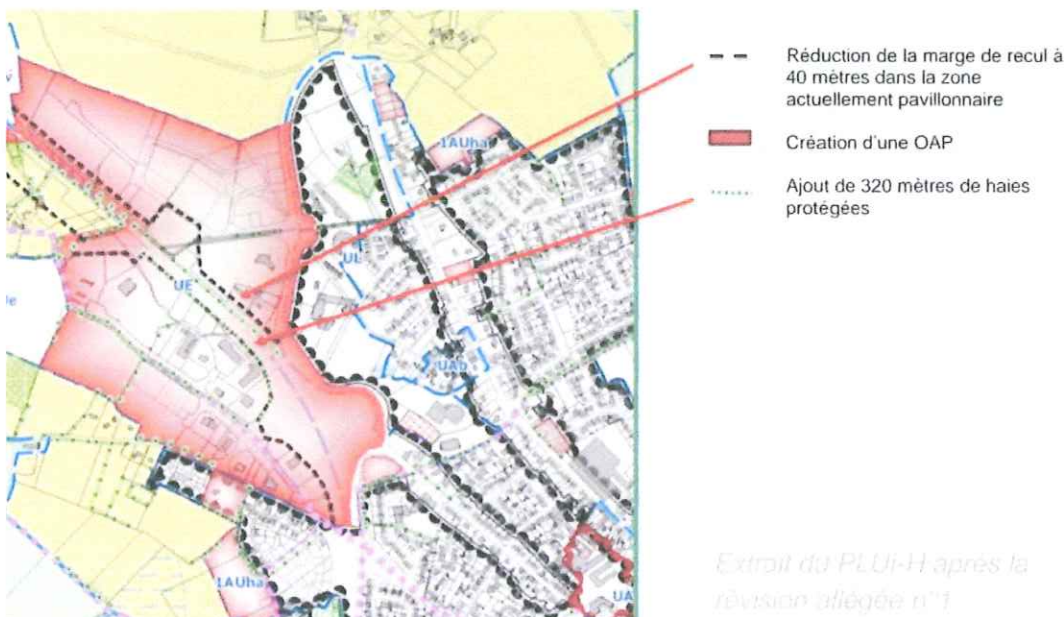 Réduction de la marge de recul à
40 mètres dans la zone
actuellement pavillonnaire
Création d'une OAP
Ajout de 320 mètres de haies
protégées
1AUha
UL
UE
UAb
1AUha
UA
Extrait du PLUi-H après la
révision allégée n°1